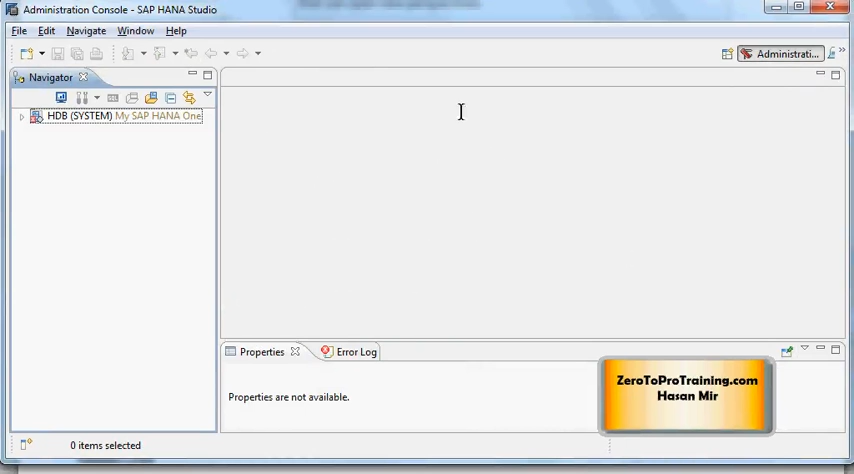 Administration Console - SAP HANA Studio
File Edit Navigate Window Help
Administrati...
Navigator
HDB (SYSTEM) My SAP HANA One
Properties
Error Log
Properties are not available.
ZeroToProTraining.com
Hasan Mir
0 items selected